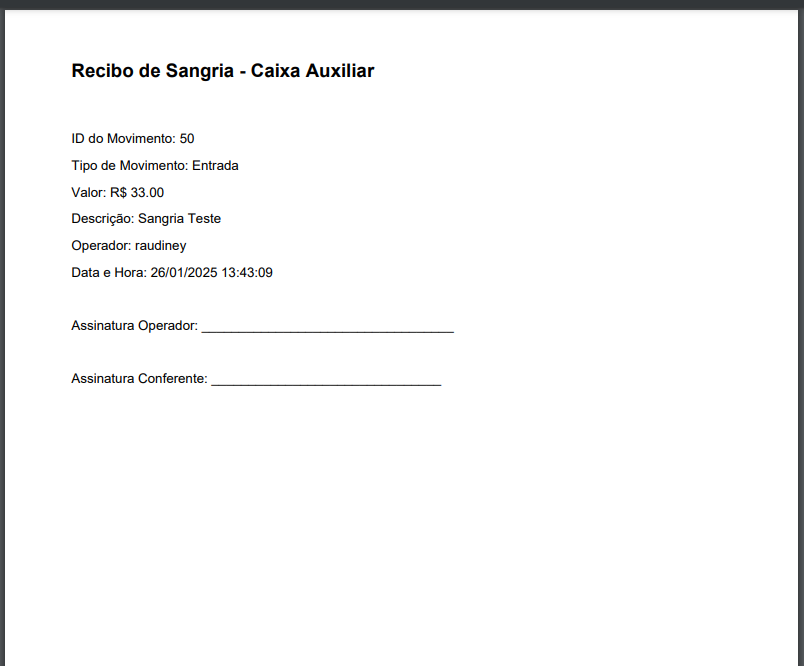 Recibo de Sangria - Caixa Auxiliar
ID do Movimento: 50
Tipo de Movimento: Entrada
Valor: R$ 33.00
Descrição: Sangria Teste
Operador: raudiney
Data e Hora: 26/01/2025 13:43:09
Assinatura Operador: ___________________________________
Assinatura Conferente: ________________________________